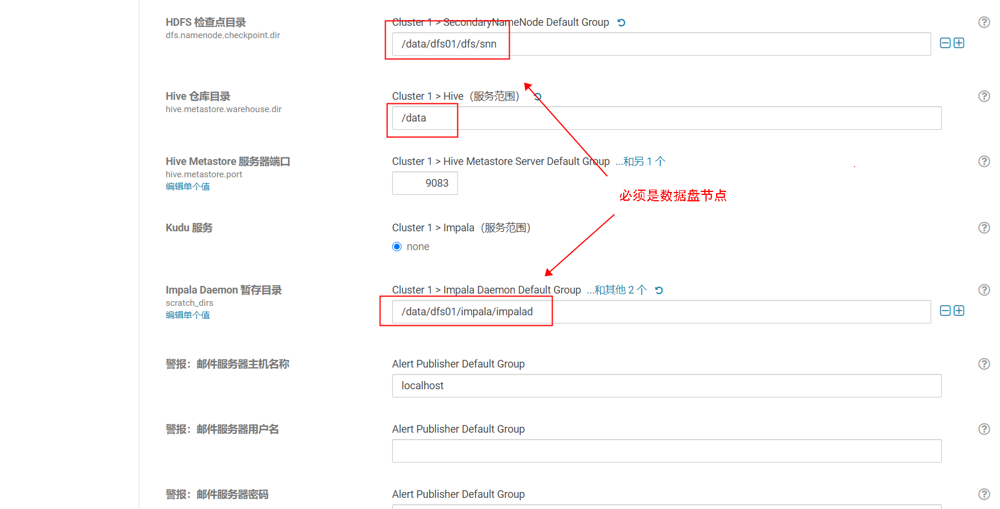 HDFS 检查点目录
Cluster 1 > SecondaryNameNode Default Group
dfs.namenode.checkpoint.dir
/data/dfs01/dfs/snn
Hive 仓库目录
Cluster 1 > Hive（服务范围）
hive.metastore.warehouse.dir
/data
Hive Metastore 服务器端口
Cluster 1 > Hive Metastore Server Default Group ...和另 1 个
hive.metastore.port
编辑单个值
9083
必须是数据盘节点
Kudu 服务
Cluster 1 > Impala（服务范围）
none
Impala Daemon 暂存目录
Cluster 1 > Impala Daemon Default Group ...和其他 2 个
scratch_dirs
编辑单个值
/data/dfs01/impala/impalad
警报：邮件服务器主机名称
Alert Publisher Default Group
localhost
警报：邮件服务器用户名
Alert Publisher Default Group
警报：邮件服务器密码
Alert Publisher Default Group